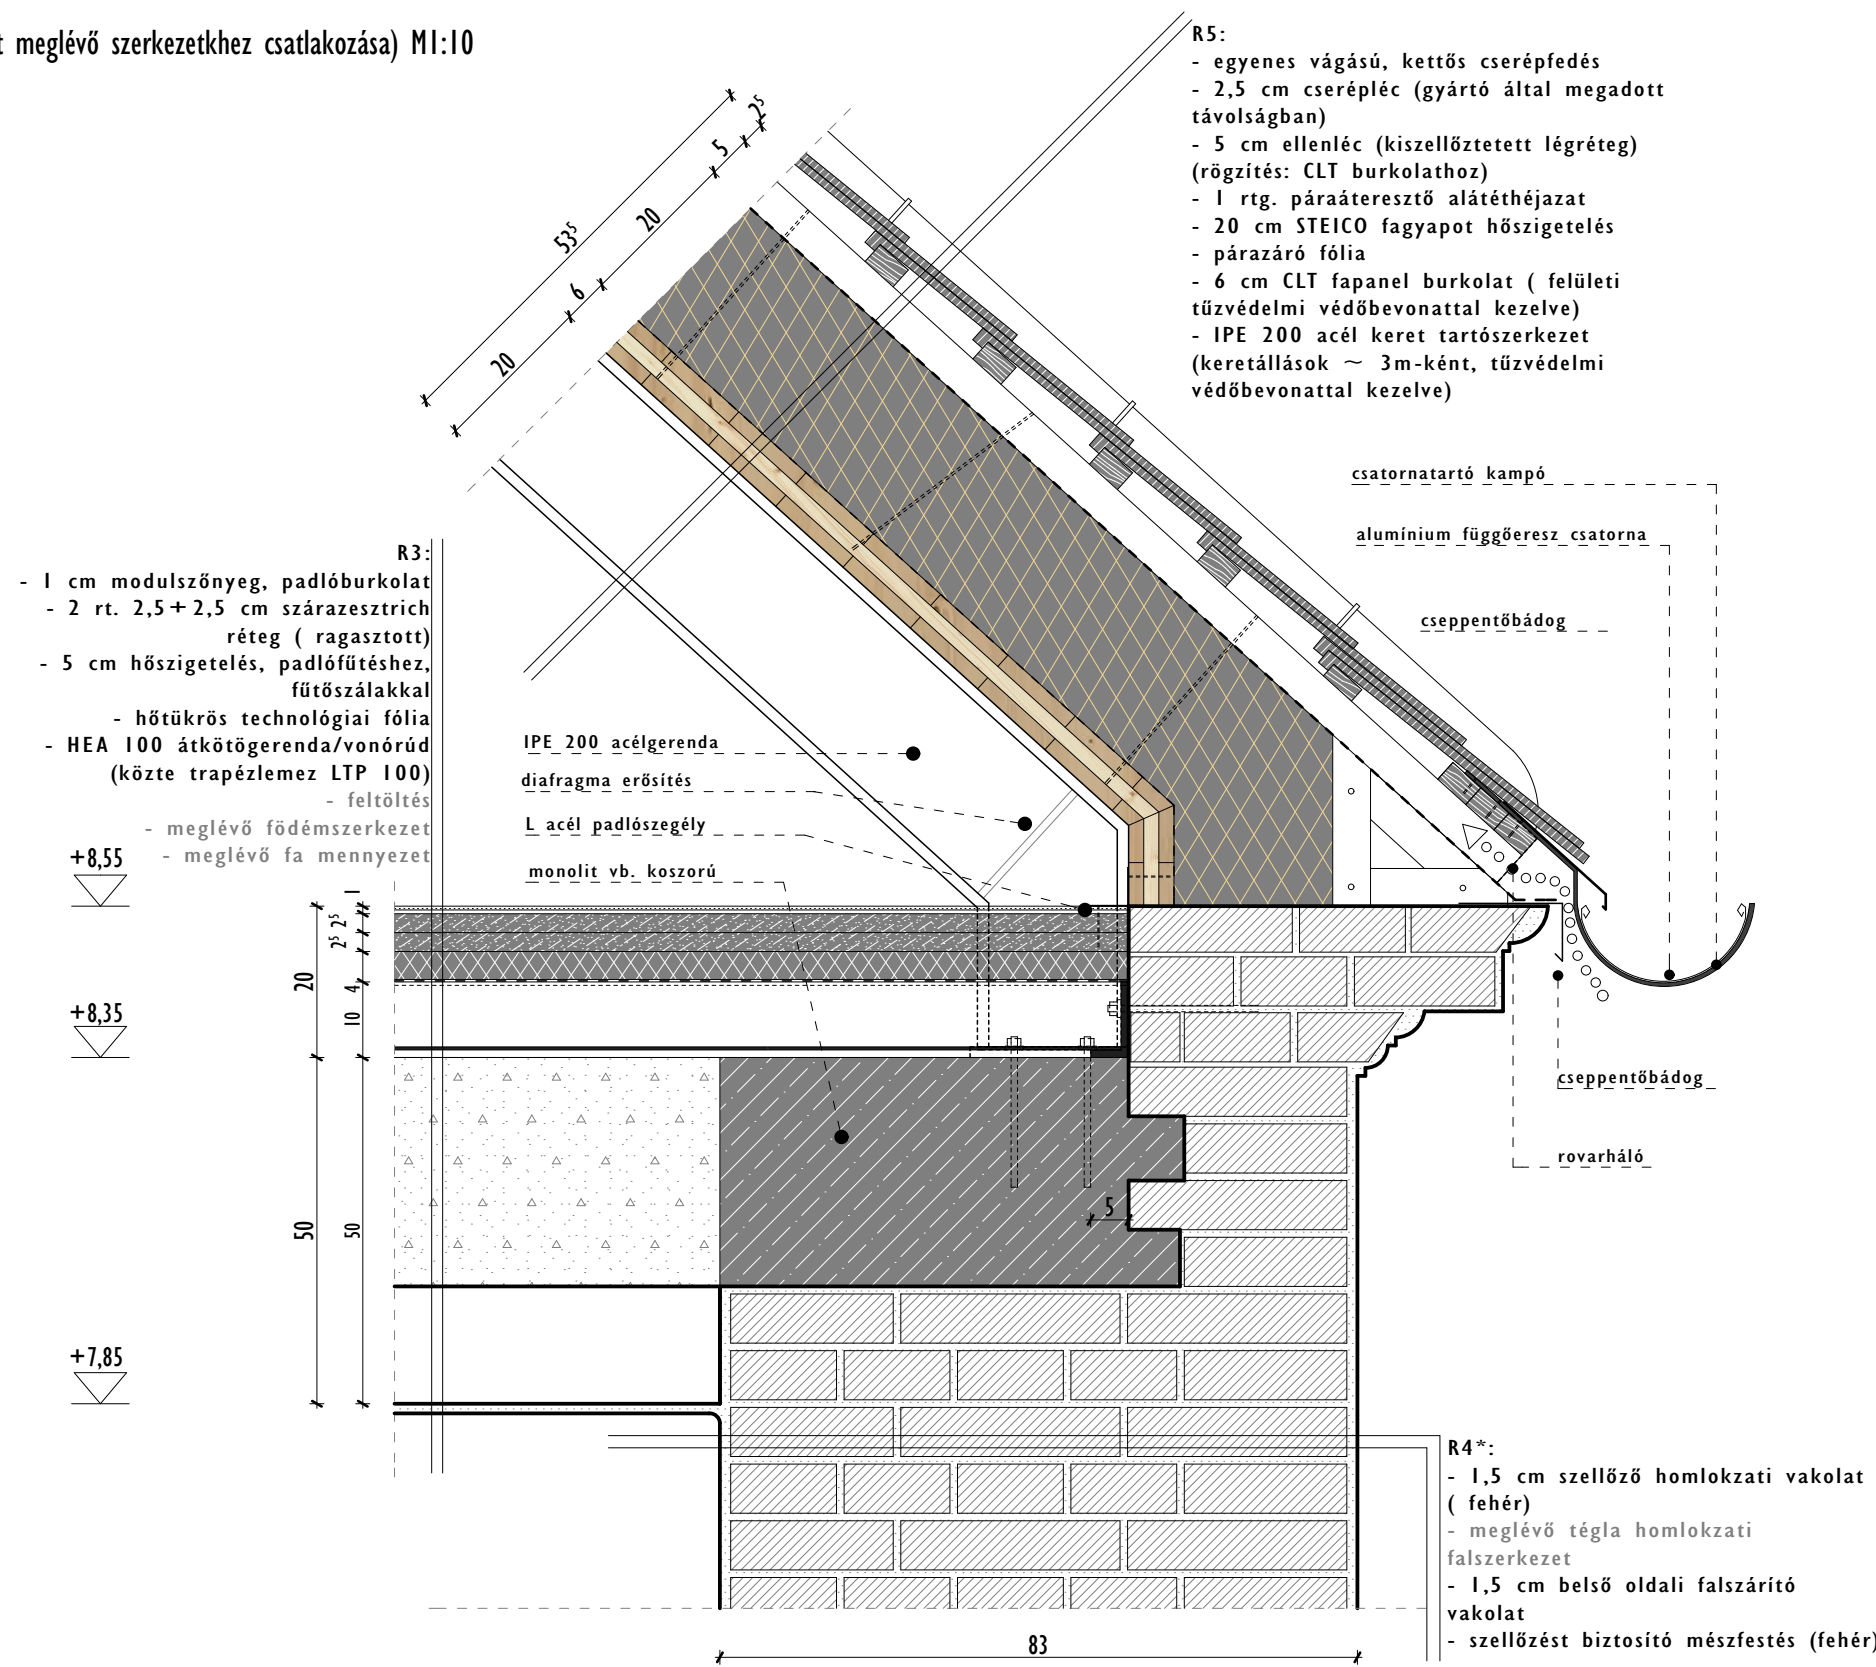 t meglévő szerkezetkhez csatlakozása) M1:10
R5:
- egyenes vágású, kettős cserépfedés
- 2,5 cm cserépléc (gyártó által megadott
távolságban)
- 5 cm ellenléc (kiszellőztetett légréteg)
(rögzítés: CLT burkolathoz)
- 1 rtg. páraáteresztő alátéthéjazat
- 20 cm STEICO fagyapot hőszigetelés
- párazáró fólia
- 6 cm CLT fapanel burkolat ( felületi
tűzvédelmi védőbevonattal kezelve)
- IPE 200 acél keret tartószerkezet
(keretállások ~ 3m-ként, tűzvédelmi
védőbevonattal kezelve)
2⁵
5
20
53⁵
6
20
csatornatartó kampó
alumínium függőeresz csatorna
cseppentőbádog
R3:
- 1 cm modulszőnyeg, padlóburkolat
- 2 rt. 2,5+2,5 cm szárazesztrich
réteg ( ragasztott)
- 5 cm hőszigetelés, padlófűtéshez,
fűtőszálakkal
- hőtükrös technológiai fólia
- HEA 100 átkötögerenda/vonórúd
(közte trapézlemez LTP 100)
- feltöltés
- meglévő födémszerkezet
- meglévő fa mennyezet
IPE 200 acélgerenda
diafragma erősítés
L acél padlószegély
monolit vb. koszorú
+8,55
+8,35
+7,85
1
2⁵
2⁵
4
10
20
50
50
5
cseppentőbádog
rovarháló
R4*:
- 1,5 cm szellőző homlokzati vakolat
( fehér)
- meglévő tégla homlokzati
falszerkezet
- 1,5 cm belső oldali falszárító
vakolat
- szellőzést biztosító mészfestés (fehér)
83